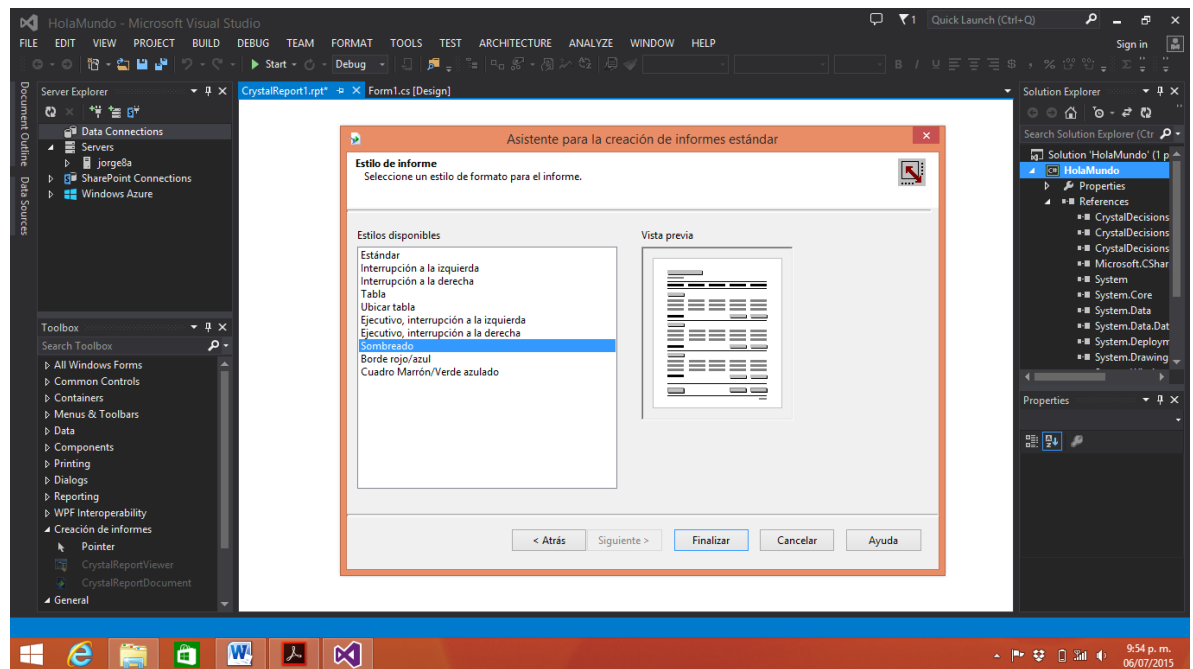 HolaMundo - Microsoft Visual Studio
1
Quick Launch (Ctrl+Q)
FILE EDIT VIEW PROJECT BUILD DEBUG TEAM FORMAT TOOLS TEST ARCHITECTURE ANALYZE WINDOW HELP
Sign in
Start
Debug
Document Outline
Data Sources
Server Explorer
Data Connections
Servers
jorge8a
SharePoint Connections
Windows Azure
Toolbox
Search Toolbox
All Windows Forms
Common Controls
Containers
Menus & Toolbars
Data
Components
Printing
Dialogs
Reporting
WPF Interoperability
Creación de informes
Pointer
CrystalReportViewer
CrystalReportDocument
General
CrystalReport1.rpt*
Form1.cs [Design]
Asistente para la creación de informes estándar
Estilo de informe
Seleccione un estilo de formato para el informe.
Estilos disponibles
Estándar
Interrupción a la izquierda
Interrupción a la derecha
Tabla
Ubicar tabla
Ejecutivo, interrupción a la izquierda
Ejecutivo, interrupción a la derecha
Sombreado
Borde rojo/azul
Cuadro Marrón/Verde azulado
Vista previa
< Atrás
Siguiente >
Finalizar
Cancelar
Ayuda
Solution Explorer
Search Solution Explorer (Ctr
Solution 'HolaMundo' (1 p
HolaMundo
Properties
References
CrystalDecisions
CrystalDecisions
CrystalDecisions
Microsoft.CShar
System
System.Core
System.Data
System.Data.Dat
System.Deploym
System.Drawing
Properties
9:54 p. m.
06/07/2015